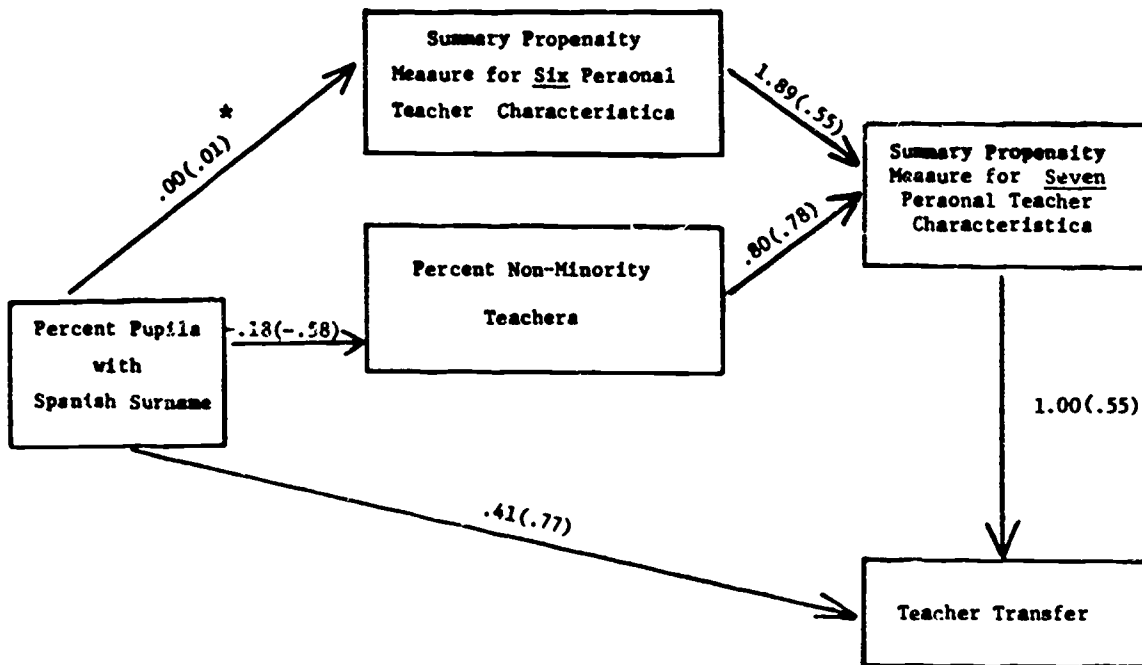 Summary Propensity
Measure for Six Personal
Teacher Characteristics
1.89(.55)
*
.00(.01)
Summary Propensity
Measure for Seven
Personal Teacher
Characteristics
.80(.78)
Percent Non-Minority
Teachers
Percent Pupils
with
Spanish Surname
-.18(-.58)
1.00(.55)
.41(.77)
Teacher Transfer